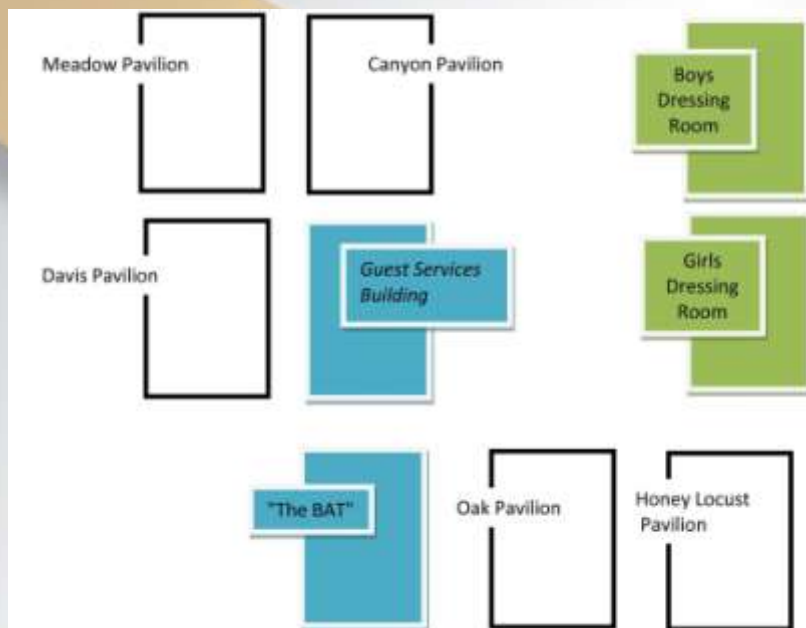 Meadow Pavilion
Canyon Pavilion
Boys
Dressing
Room
Davis Pavilion
Guest Services
Building
Girls
Dressing
Room
"The BAT"
Oak Pavilion
Honey Locust
Pavilion